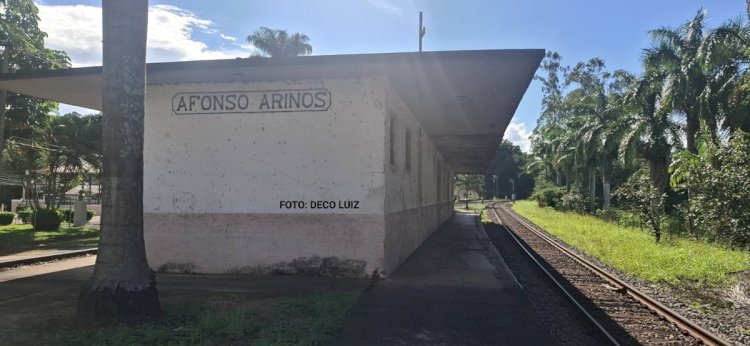 AFONSO ARINOS
FOTO: DECO LUIZ